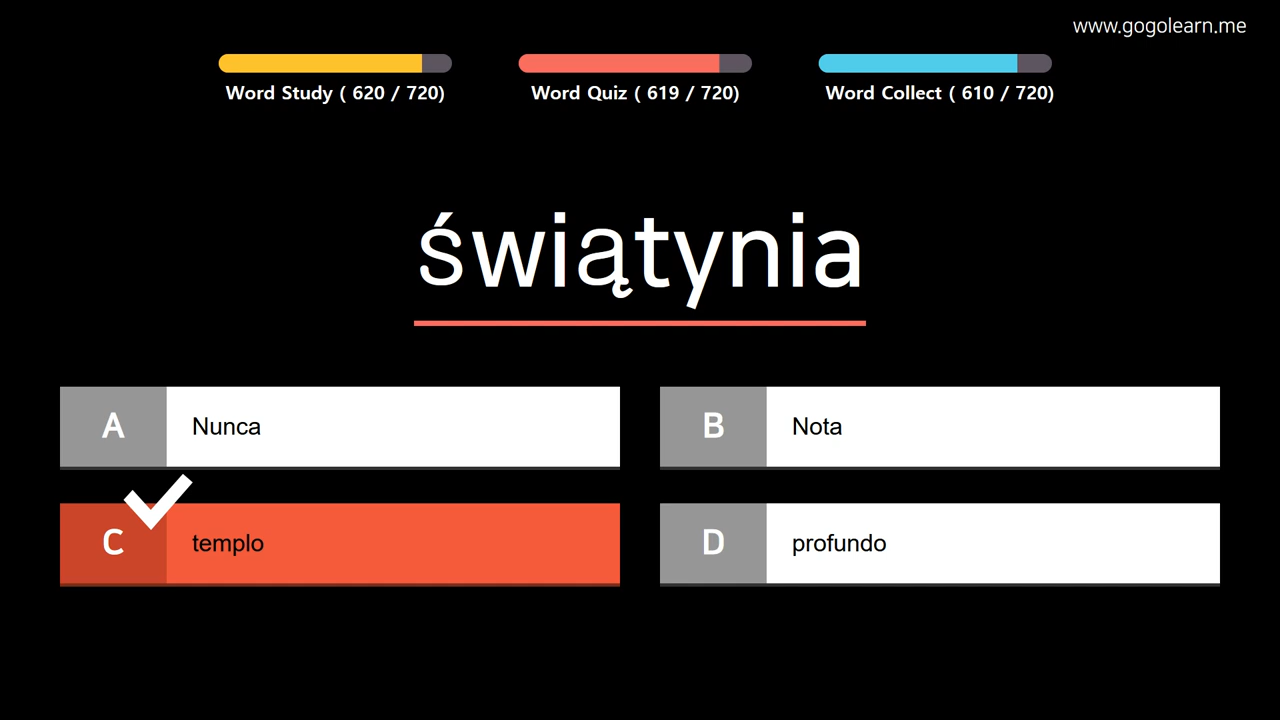 www.gogolearn.me
Word Study ( 620 / 720)
Word Quiz ( 619 / 720)
Word Collect ( 610 / 720)
świątynia
A Nunca
B Nota
C templo
D profundo